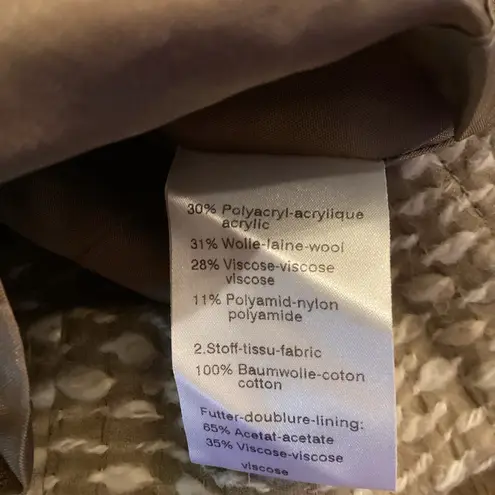 30% Polyacryl-acrylique
acrylic
31% Wolle-laine-wool
28% Viscose-viscose
viscose
11% Polyamid-nylon
polyamide
2.Stoff-tissu-fabric
100% Baumwolle-coton
cotton
Futter-doublure-lining:
65% Acetat-acetate
35% Viscose-viscose
viscose